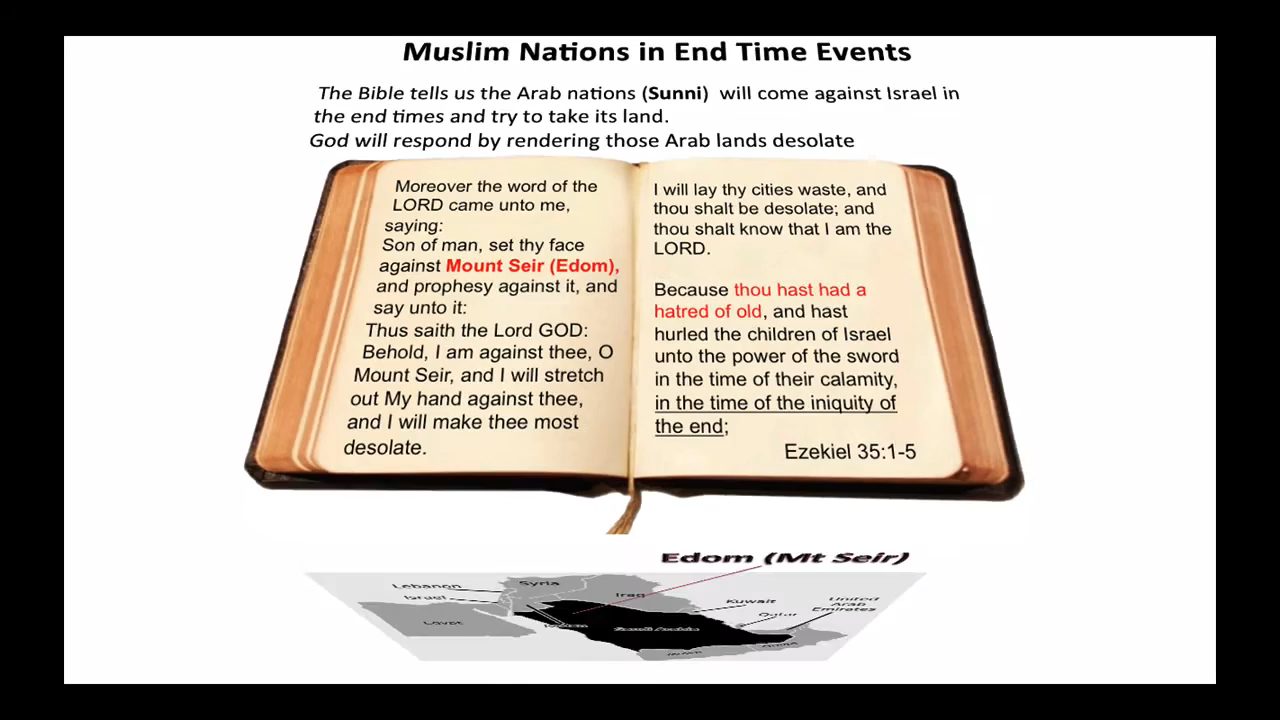 Muslim Nations in End Time Events
The Bible tells us the Arab nations (Sunni) will come against Israel in
the end times and try to take its land.
God will respond by rendering those Arab lands desolate
Moreover the word of the
LORD came unto me,
saying:
Son of man, set thy face
against Mount Seir (Edom),
and prophesy against it, and
say unto it:
Thus saith the Lord GOD:
Behold, I am against thee, O
Mount Seir, and I will stretch
out My hand against thee,
and I will make thee most
desolate.
I will lay thy cities waste, and
thou shalt be desolate; and
thou shalt know that I am the
LORD.
Because thou hast had a
hatred of old, and hast
hurled the children of Israel
unto the power of the sword
in the time of their calamity,
in the time of the iniquity of
the end;
Ezekiel 35:1-5
Edom (Mt Seir)
Syria
Lebanon
Iraq
Israel
Kuwait
United
Arab
Emirates
Qatar
Egypt
Saudi Arabia